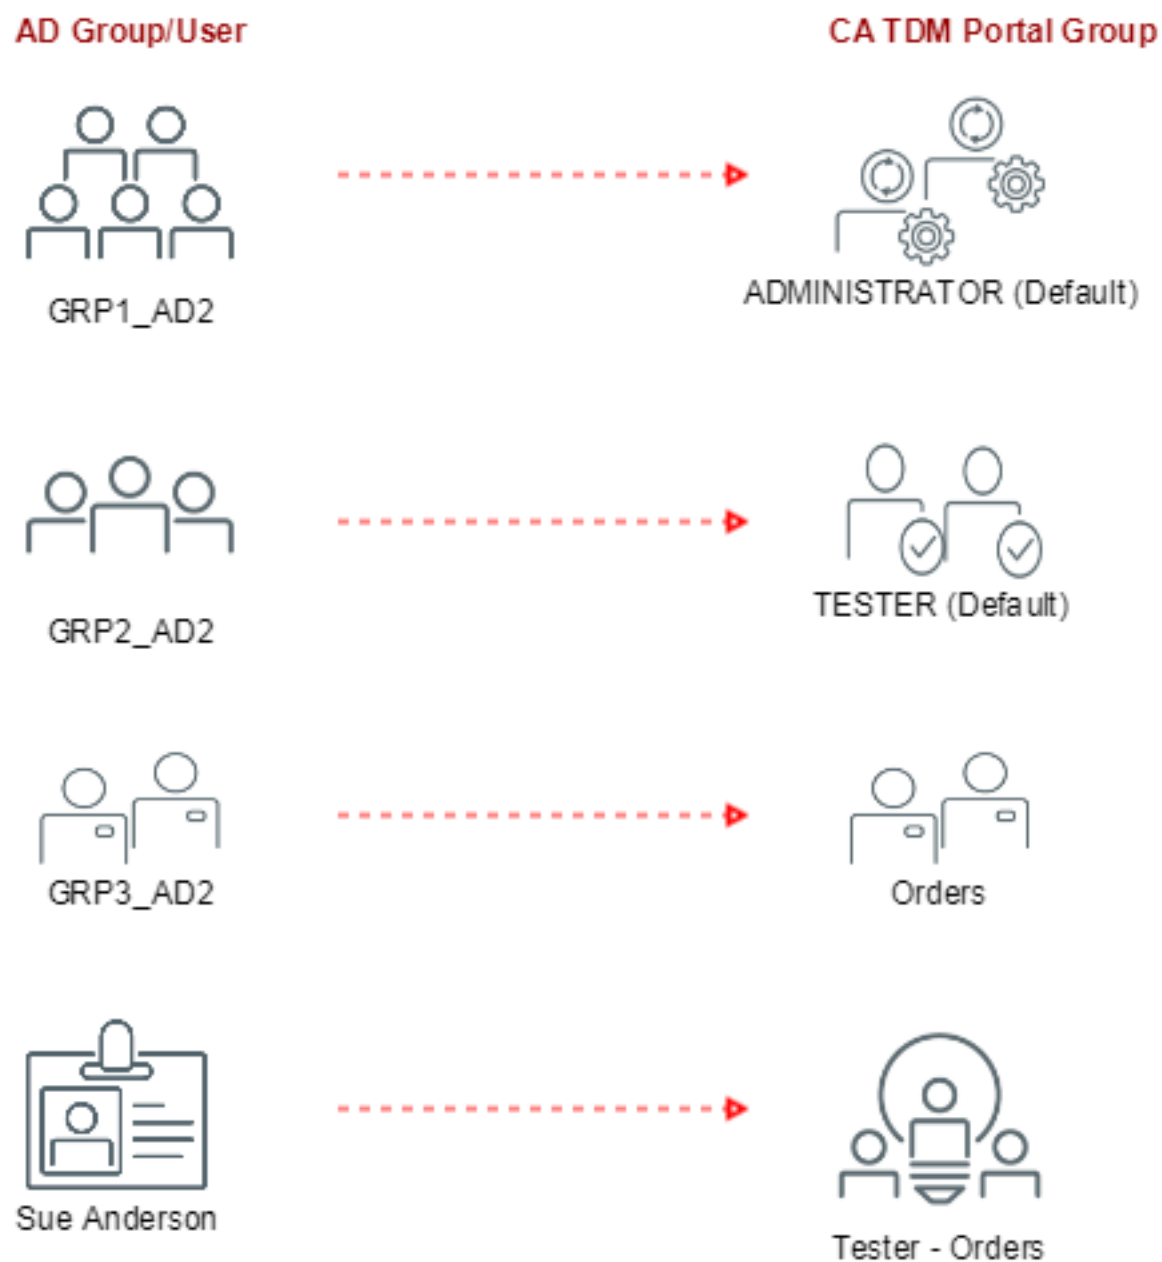 AD Group/User
CA TDM Portal Group
GRP1_AD2
ADMINISTRATOR (Default)
GRP2_AD2
TESTER (Default)
GRP3_AD2
Orders
Sue Anderson
Tester - Orders